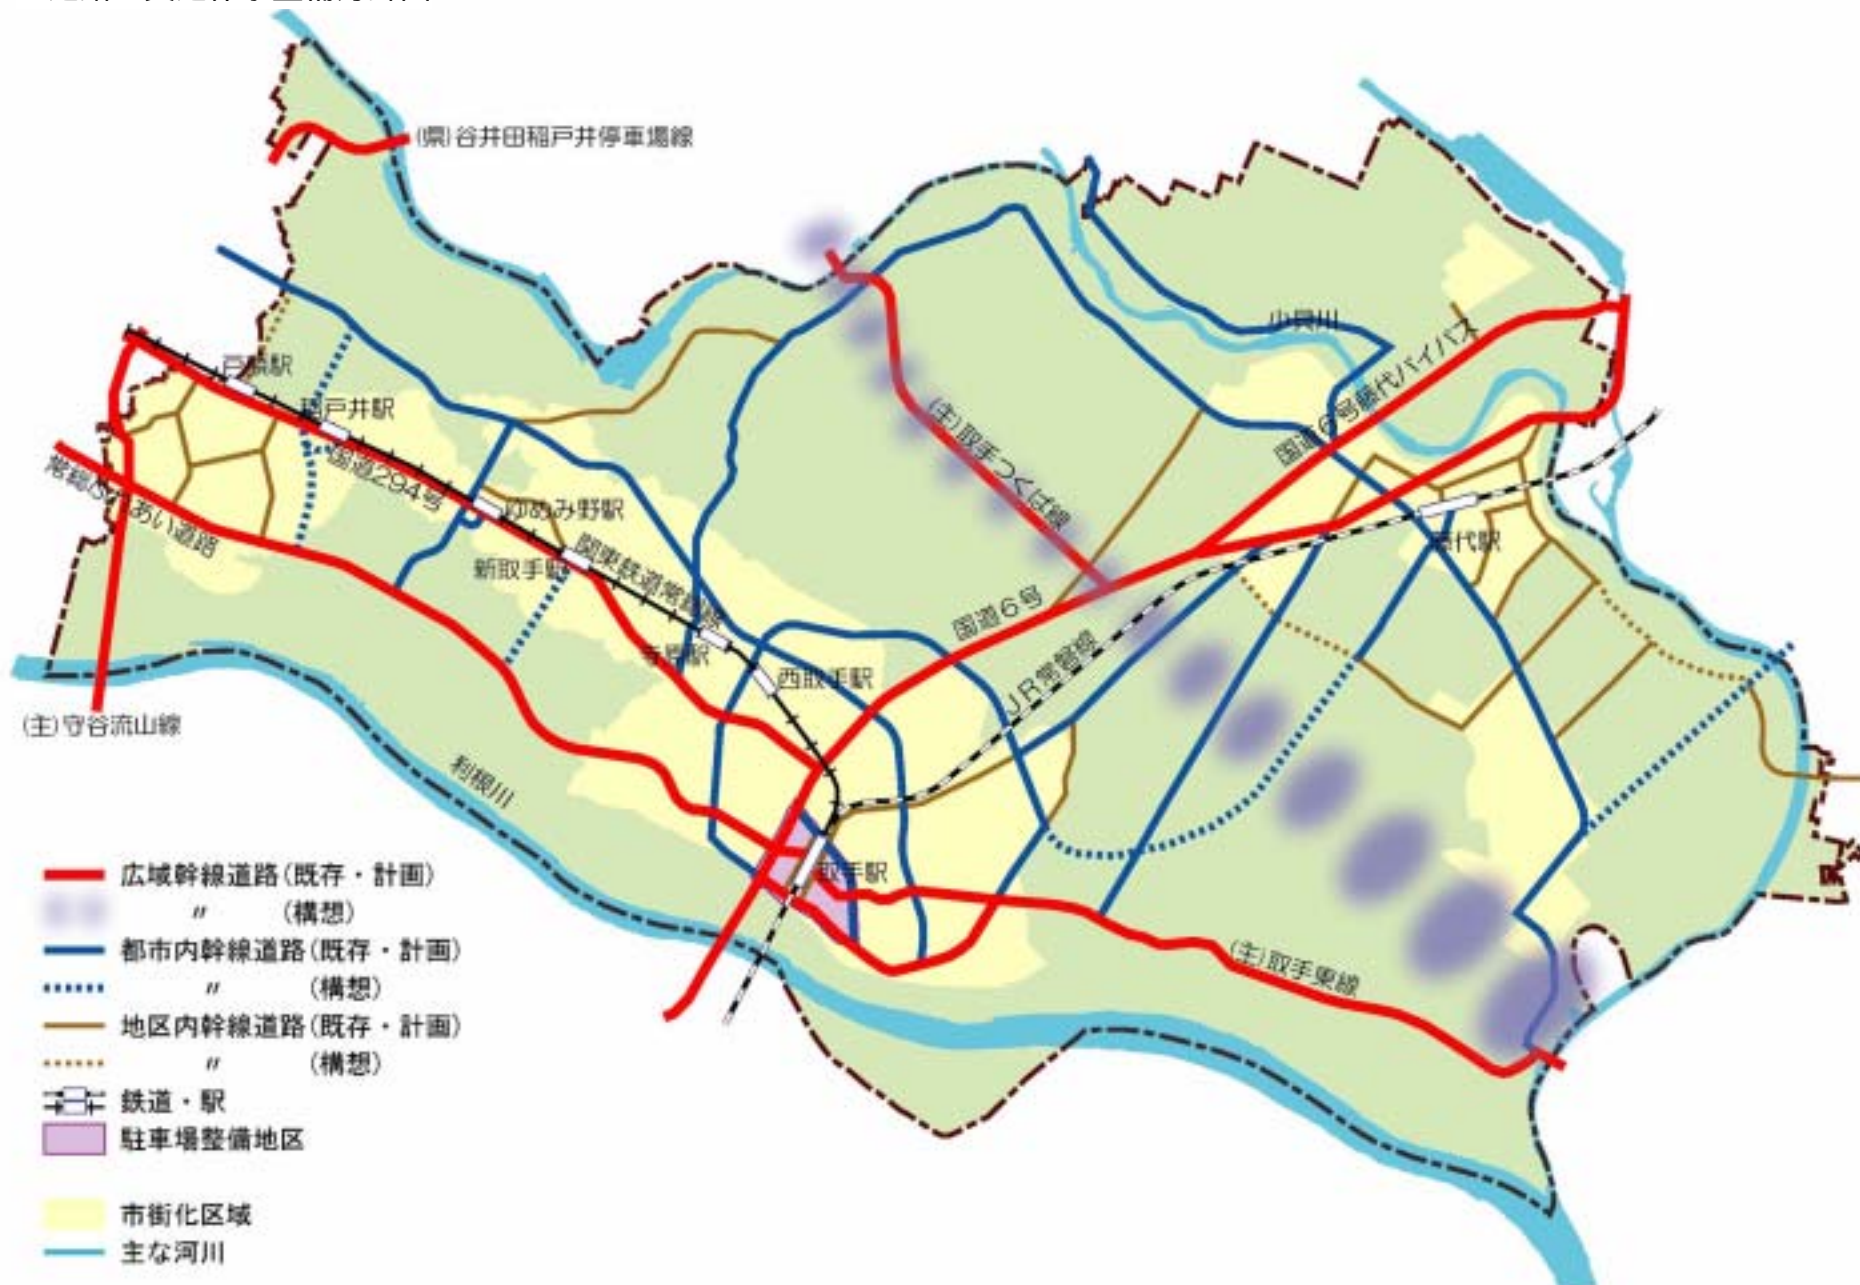 (県)谷井田稲戸井停車場線
小貝川
戸頭駅
国道6号藤代バイパス
稲戸井駅
(主)取手つくば線
国道294号
常総ふれあい道路
ゆめみ野駅
新取手駅
関東鉄道常総線
藤代駅
国道6号
寺原駅
西取手駅
JR常磐線
(主)守谷流山線
利根川
取手駅
(主)取手東線
広域幹線道路(既存・計画)
〃 (構想)
都市内幹線道路(既存・計画)
〃 (構想)
地区内幹線道路(既存・計画)
〃 (構想)
鉄道・駅
駐車場整備地区
市街化区域
主な河川